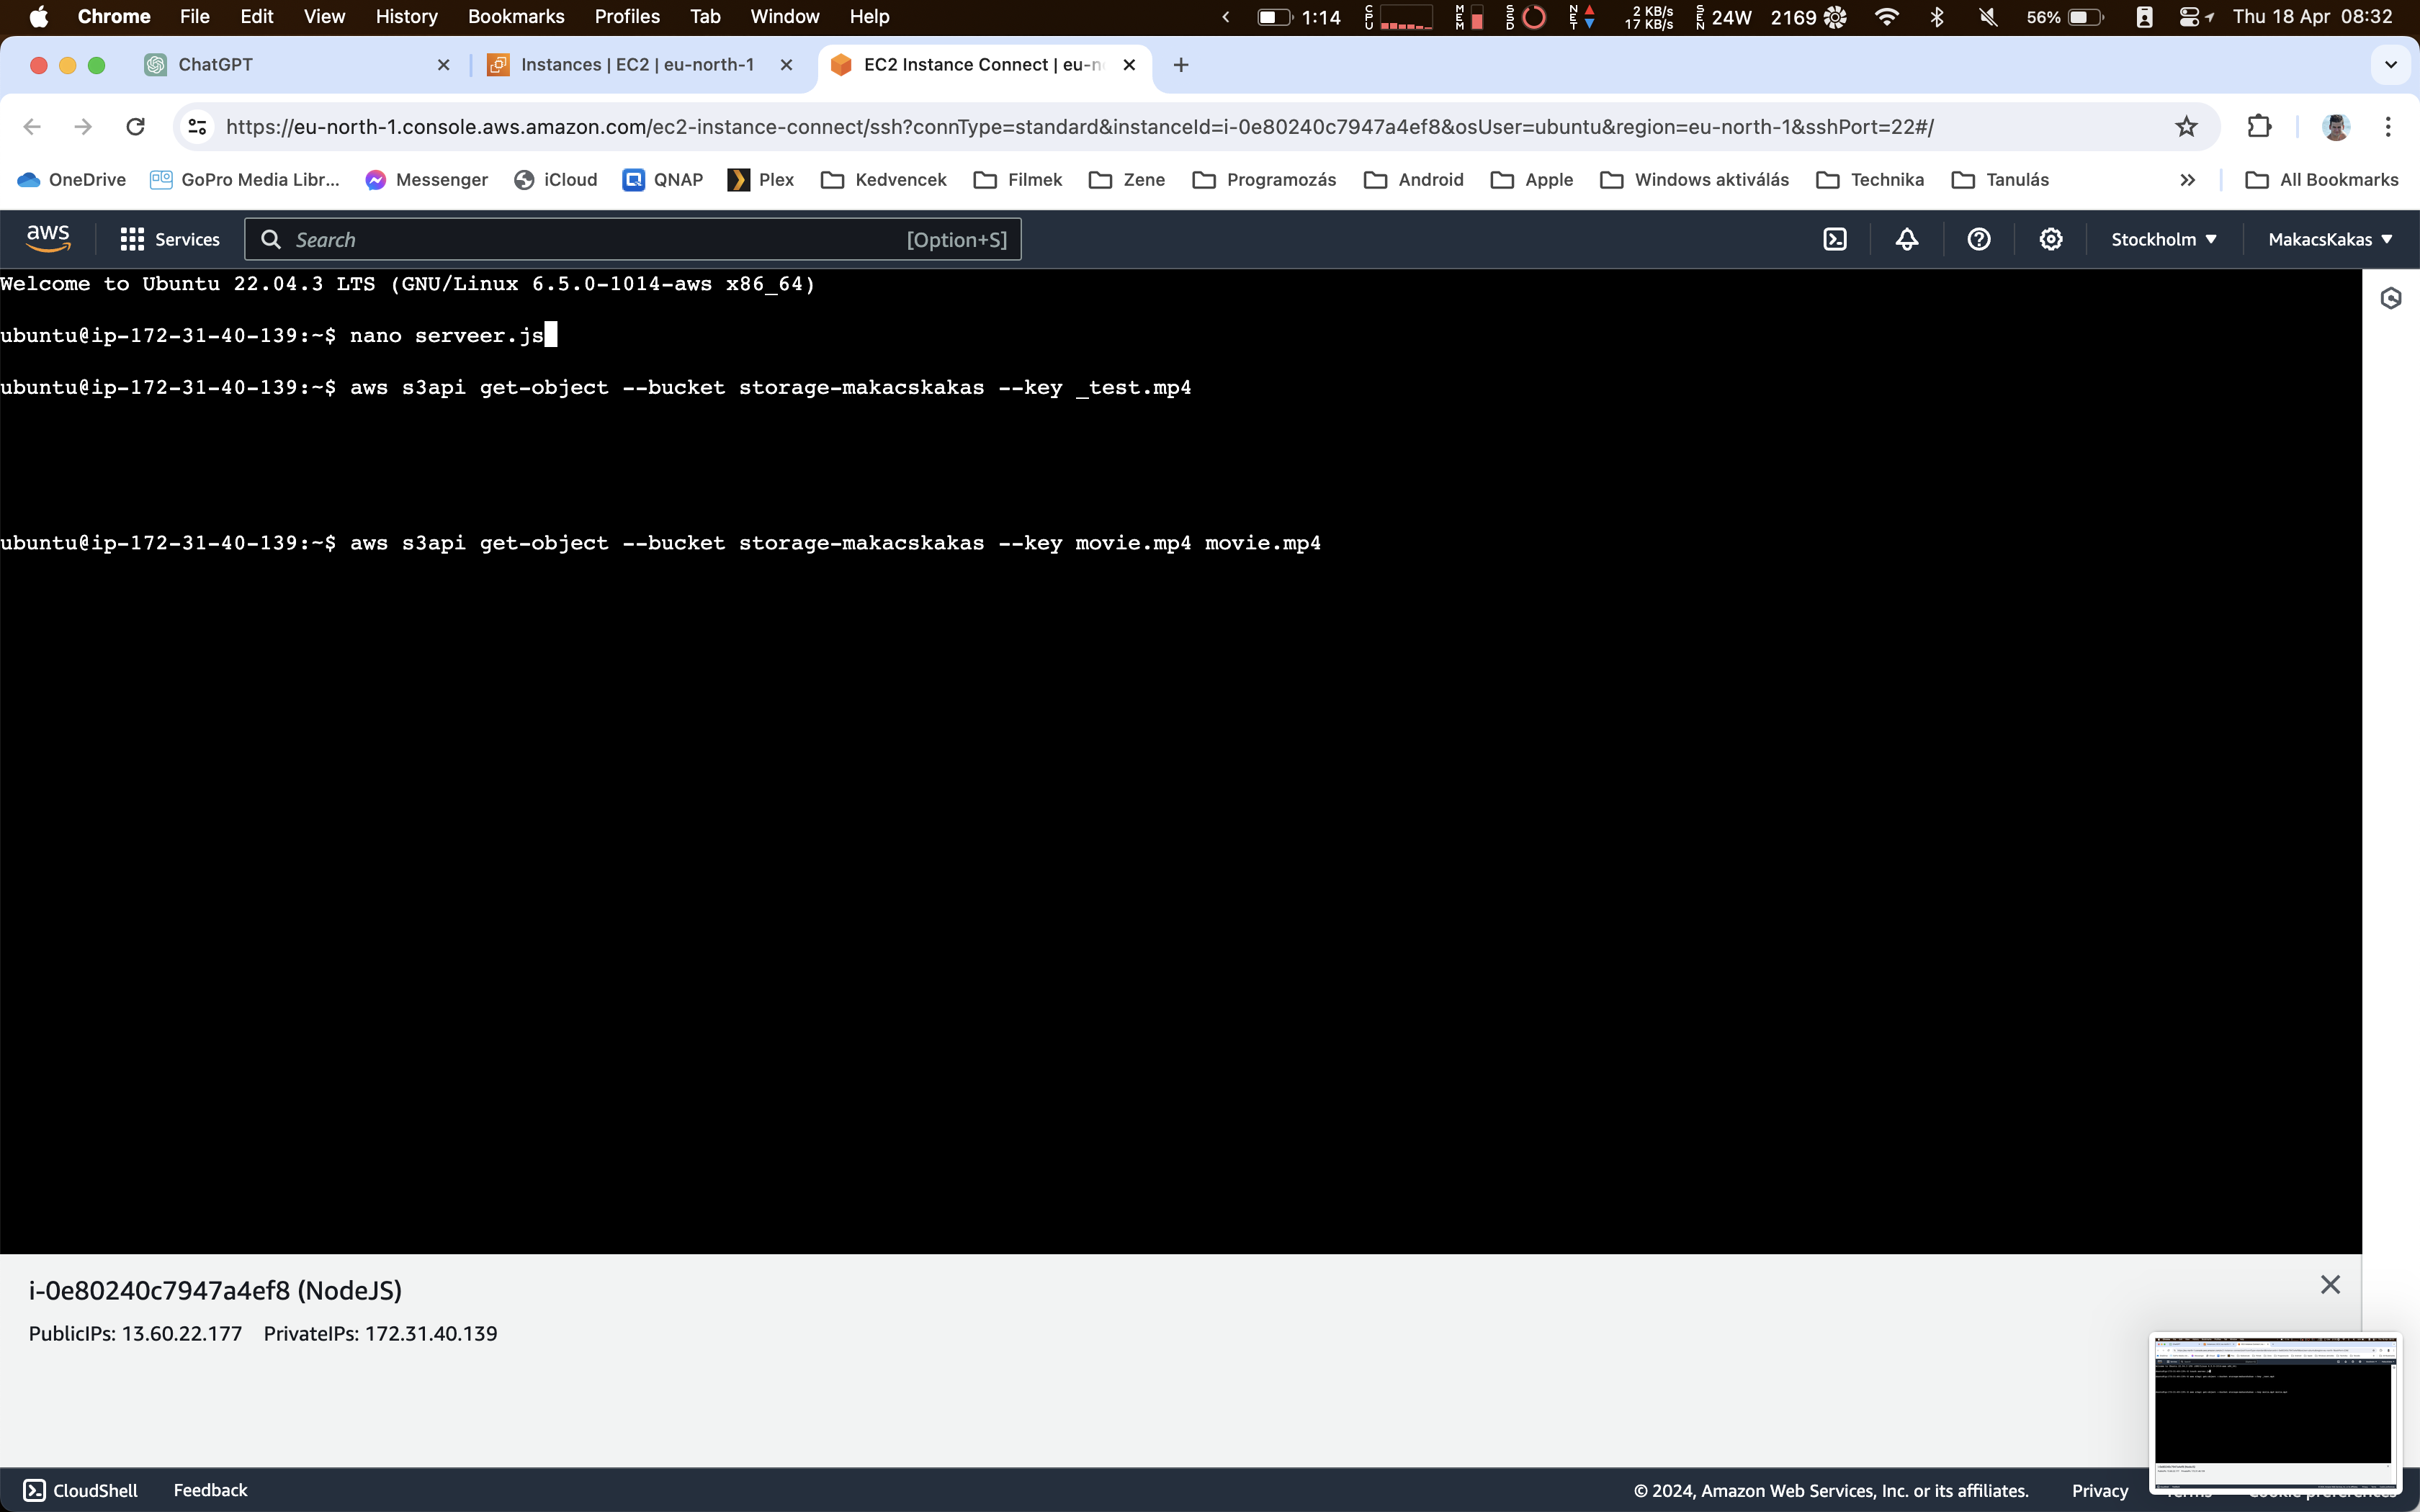 Chrome File Edit View History Bookmarks Profiles Tab Window Help 1:14 CPU MEM SSD NET 2 KB/s 17 KB/s SEN 24W 2169 56% Thu 18 Apr 08:32
ChatGPT Instances | EC2 | eu-north-1 EC2 Instance Connect | eu-n
https://eu-north-1.console.aws.amazon.com/ec2-instance-connect/ssh?connType=standard&instanceId=i-0e80240c7947a4ef8&osUser=ubuntu&region=eu-north-1&sshPort=22#/
OneDrive GoPro Media Libr... Messenger iCloud QNAP Plex Kedvencek Filmek Zene Programozás Android Apple Windows aktiválás Technika Tanulás All Bookmarks
aws Services Search [Option+S] Stockholm MakacsKakas
Welcome to Ubuntu 22.04.3 LTS (GNU/Linux 6.5.0-1014-aws x86_64)
ubuntu@ip-172-31-40-139:~$ nano serveer.js
ubuntu@ip-172-31-40-139:~$ aws s3api get-object --bucket storage-makacskakas --key _test.mp4
ubuntu@ip-172-31-40-139:~$ aws s3api get-object --bucket storage-makacskakas --key movie.mp4 movie.mp4
i-0e80240c7947a4ef8 (NodeJS)
PublicIPs: 13.60.22.177 PrivateIPs: 172.31.40.139
CloudShell Feedback © 2024, Amazon Web Services, Inc. or its affiliates. Privacy